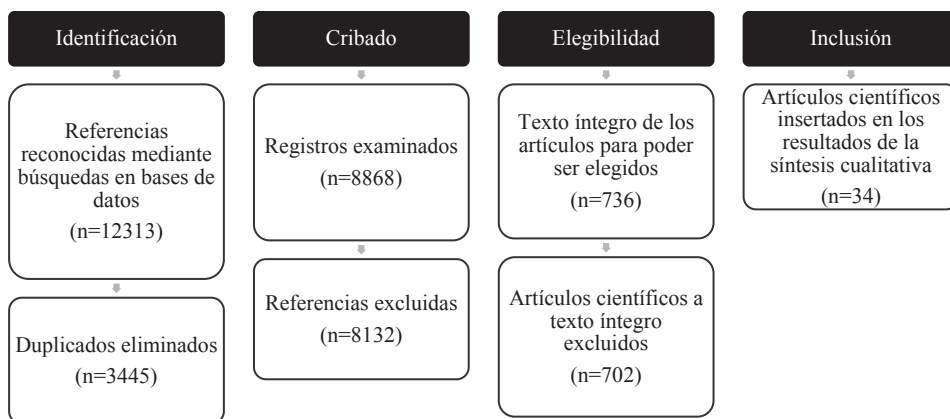 Identificación
Referencias
reconocidas mediante
búsquedas en bases de
datos
(n=12313)
Duplicados eliminados
(n=3445)
Cribado
Registros examinados
(n=8868)
Referencias excluidas
(n=8132)
Elegibilidad
Texto íntegro de los
artículos para poder
ser elegidos
(n=736)
Artículos científicos a
texto íntegro
excluidos
(n=702)
Inclusión
Artículos científicos
insertados en los
resultados de la
síntesis cualitativa
(n=34)